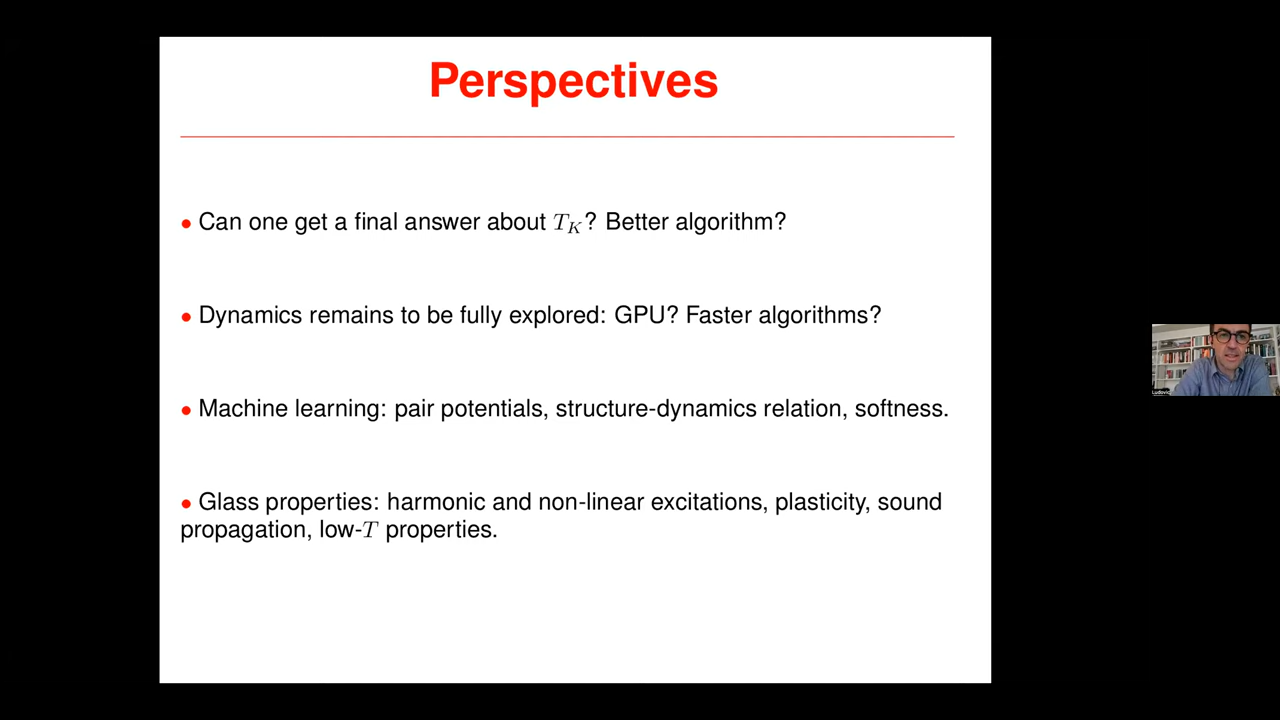 Perspectives
• Can one get a final answer about T_K? Better algorithm?
• Dynamics remains to be fully explored: GPU? Faster algorithms?
• Machine learning: pair potentials, structure-dynamics relation, softness.
• Glass properties: harmonic and non-linear excitations, plasticity, sound
propagation, low-T properties.
Ludovic